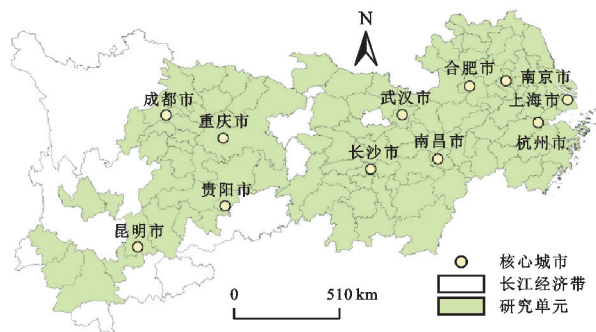 N
合肥市
南京市
上海市
成都市
武汉市
重庆市
杭州市
南昌市
长沙市
贵阳市
昆明市
核心城市
长江经济带
研究单元
0
510 km